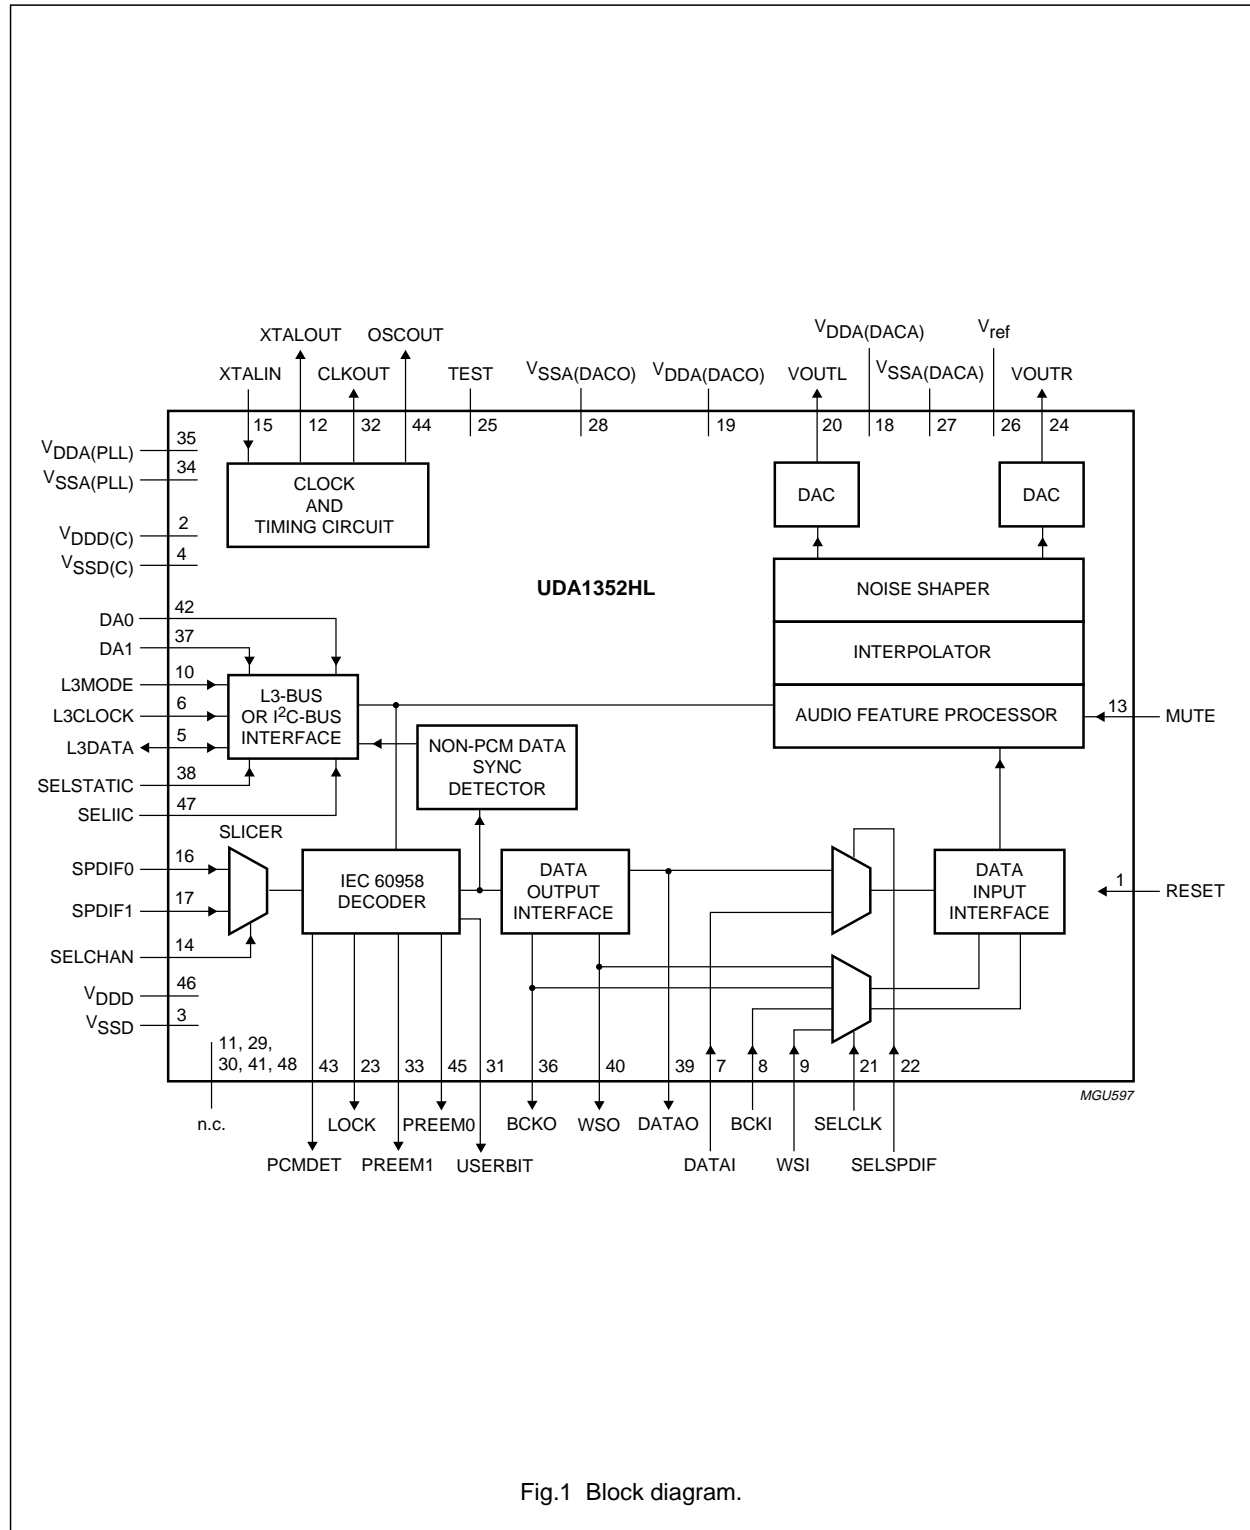 XTALOUT
OSCOUT
VDDA(DACA)
Vref
XTALIN
CLKOUT
TEST
VSSA(DACO)
VDDA(DACO)
VOUTL
VSSA(DACA)
VOUTR
15
12
32
44
25
28
19
20
18
27
26
24
VDDA(PLL)
35
VSSA(PLL)
34
CLOCK
AND
TIMING CIRCUIT
DAC
DAC
VDDD(C)
2
VSSD(C)
4
UDA1352HL
NOISE SHAPER
INTERPOLATOR
AUDIO FEATURE PROCESSOR
13
MUTE
DA0
42
DA1
37
L3MODE
10
L3CLOCK
6
L3DATA
5
SELSTATIC
38
SELIIC
47
L3-BUS
OR I²C-BUS
INTERFACE
NON-PCM DATA
SYNC
DETECTOR
SLICER
SPDIF0
16
SPDIF1
17
SELCHAN
14
IEC 60958
DECODER
DATA
OUTPUT
INTERFACE
DATA
INPUT
INTERFACE
1
RESET
VDDD
46
VSSD
3
11, 29,
30, 41, 48
43
23
33
45
31
36
40
39
7
8
9
21
22
MGU597
n.c.
LOCK
PREEM0
BCKO
WSO
DATAO
BCKI
SELCLK
PCMDET
PREEM1
USERBIT
DATAI
WSI
SELSPDIF
Fig.1 Block diagram.